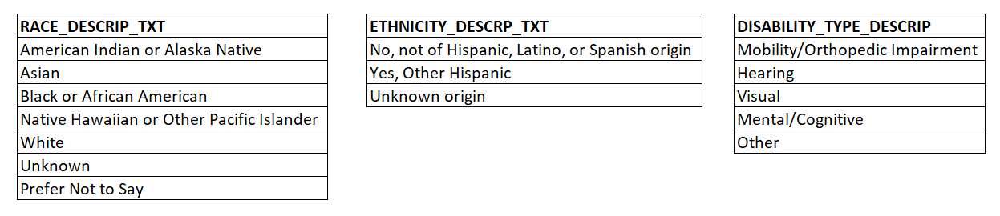 RACE_DESCRIP_TXT
American Indian or Alaska Native
Asian
Black or African American
Native Hawaiian or Other Pacific Islander
White
Unknown
Prefer Not to Say
ETHNICITY_DESCRP_TXT
No, not of Hispanic, Latino, or Spanish origin
Yes, Other Hispanic
Unknown origin
DISABILITY_TYPE_DESCRIP
Mobility/Orthopedic Impairment
Hearing
Visual
Mental/Cognitive
Other